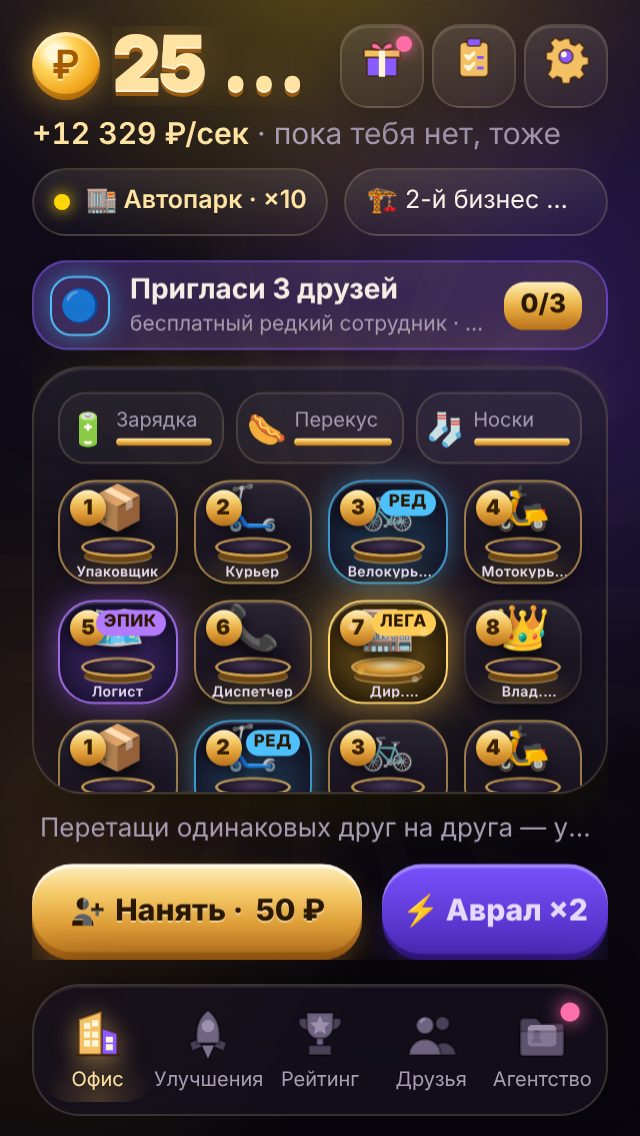 ₽ 25 ...
+12 329 ₽/сек · пока тебя нет, тоже
Автопарк · ×10
2-й бизнес ...
Пригласи 3 друзей
бесплатный редкий сотрудник · ...
0/3
Зарядка
Перекус
Носки
1
Упаковщик
2
Курьер
3 РЕД
Велокурь...
4
Мотокурь...
5 ЭПИК
Логист
6
Диспетчер
7 ЛЕГА
Дир....
8
Влад....
1
2 РЕД
3
4
Перетащи одинаковых друг на друга — у...
Нанять · 50 ₽
Аврал ×2
Офис
Улучшения
Рейтинг
Друзья
Агентство